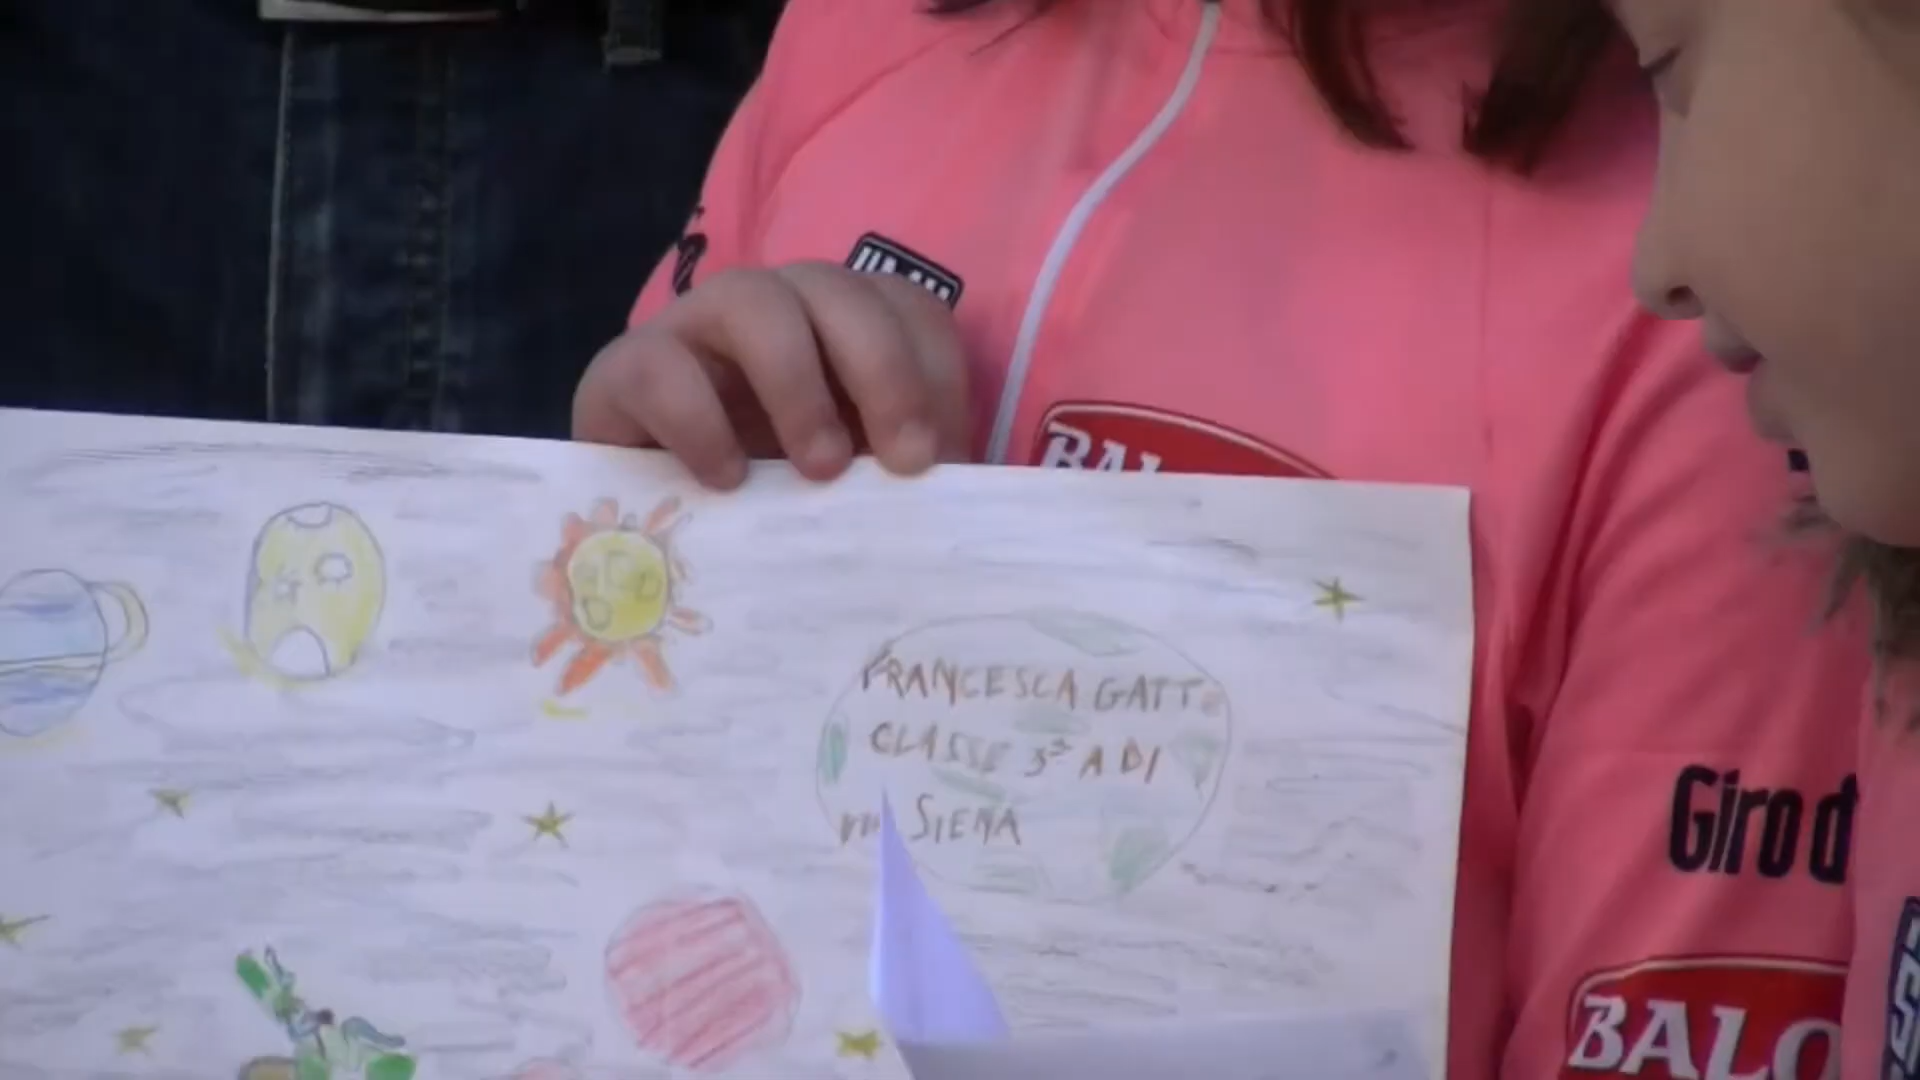 BAL
FRANCESCA GATT
CLASSE 3ª A DI
SIENA
Giro d
BALO